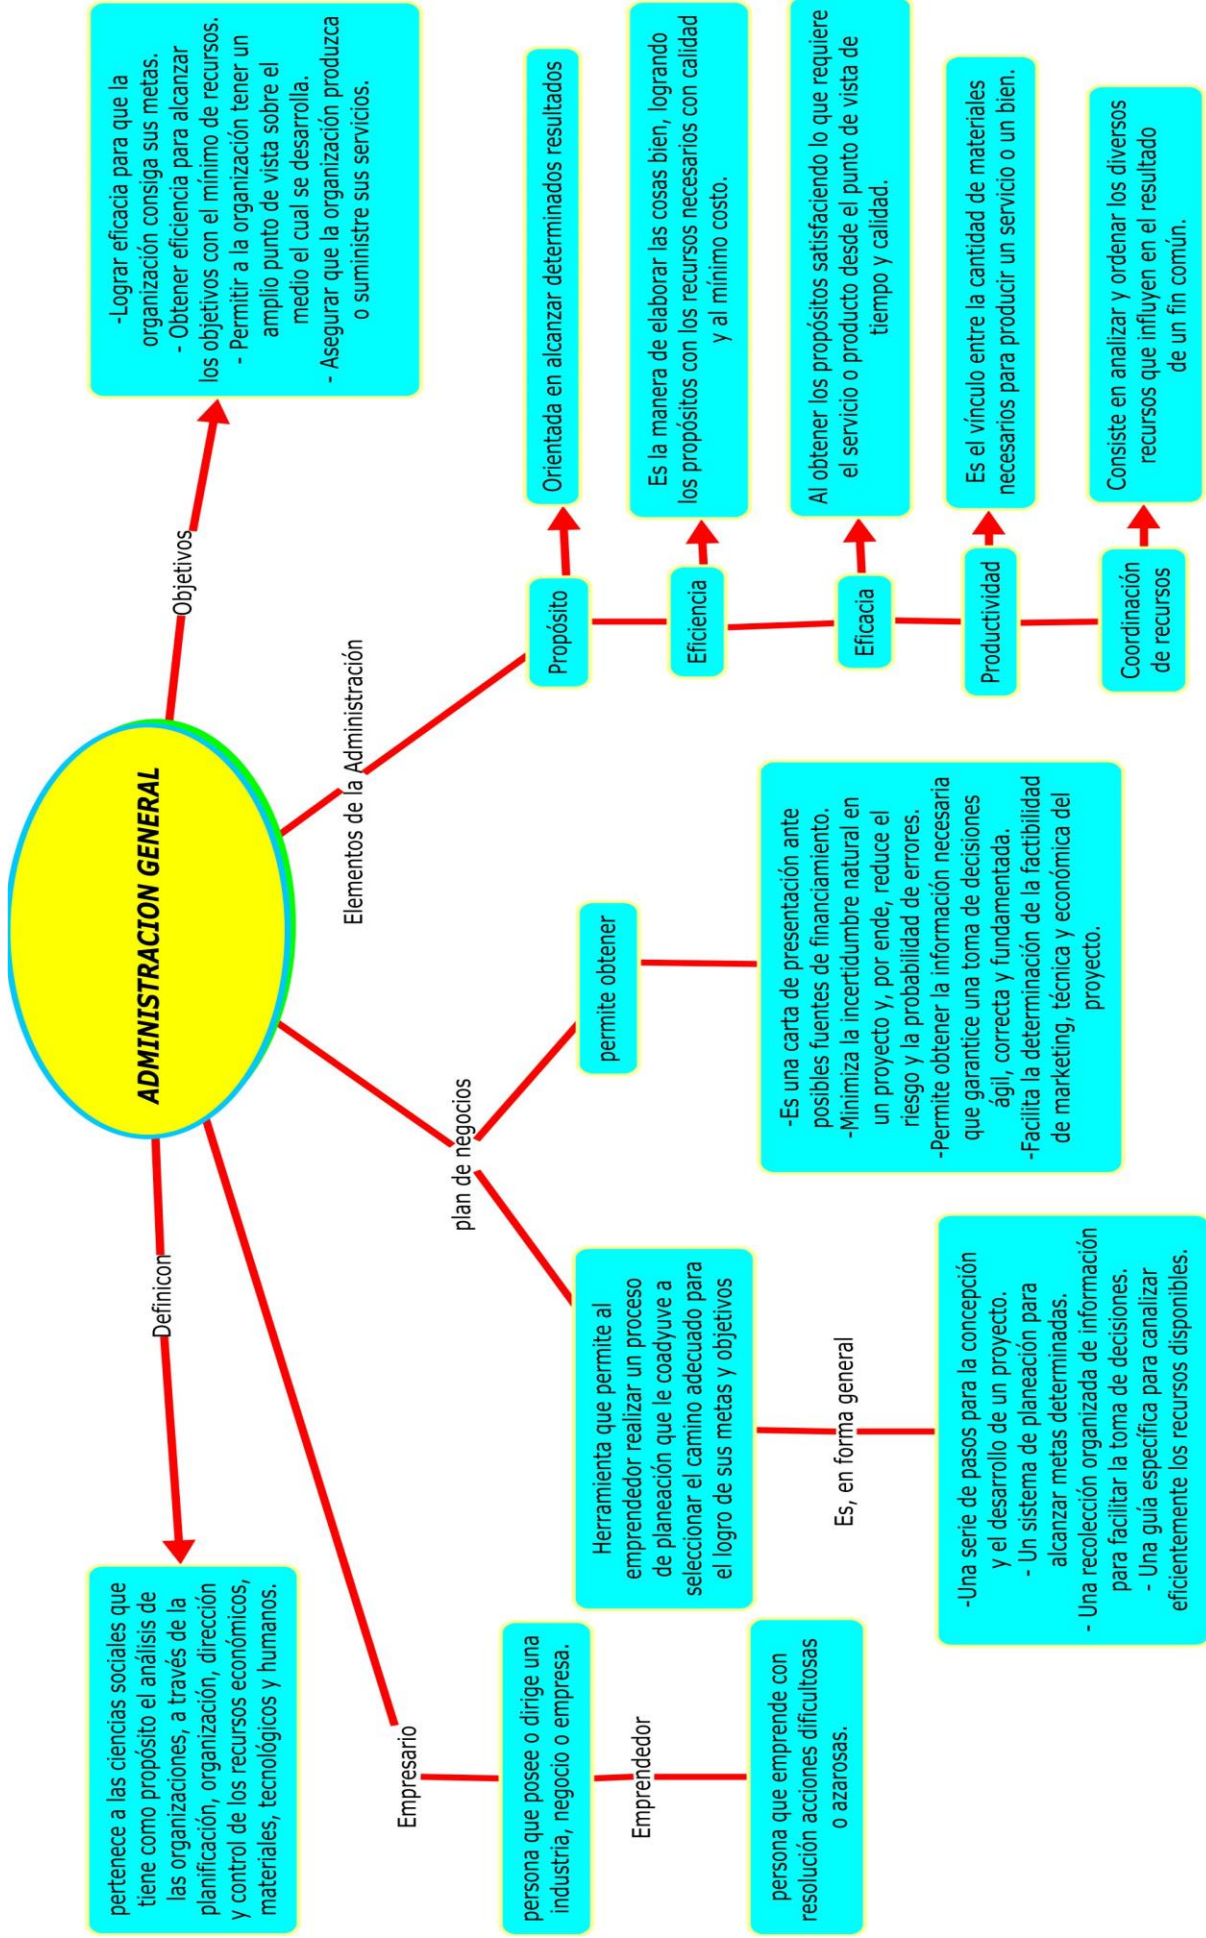 ADMINISTRACION GENERAL
Definicon
pertenece a las ciencias sociales que
tiene como propósito el análisis de
las organizaciones, a través de la
planificación, organización, dirección
y control de los recursos económicos,
materiales, tecnológicos y humanos.
Empresario
persona que posee o dirige una
industria, negocio o empresa.
Emprendedor
persona que emprende con
resolución acciones dificultosas
o azarosas.
plan de negocios
Herramienta que permite al
emprendedor realizar un proceso
de planeación que le coadyuve a
seleccionar el camino adecuado para
el logro de sus metas y objetivos
Es, en forma general
-Una serie de pasos para la concepción
y el desarrollo de un proyecto.
- Un sistema de planeación para
alcanzar metas determinadas.
- Una recolección organizada de información
para facilitar la toma de decisiones.
- Una guía específica para canalizar
eficientemente los recursos disponibles.
permite obtener
-Es una carta de presentación ante
posibles fuentes de financiamiento.
-Minimiza la incertidumbre natural en
un proyecto y, por ende, reduce el
riesgo y la probabilidad de errores.
-Permite obtener la información necesaria
que garantice una toma de decisiones
ágil, correcta y fundamentada.
-Facilita la determinación de la factibilidad
de marketing, técnica y económica del
proyecto.
Elementos de la Administración
Propósito
Orientada en alcanzar determinados resultados
Eficiencia
Es la manera de elaborar las cosas bien, logrando
los propósitos con los recursos necesarios con calidad
y al mínimo costo.
Eficacia
Al obtener los propósitos satisfaciendo lo que requiere
el servicio o producto desde el punto de vista de
tiempo y calidad.
Productividad
Es el vínculo entre la cantidad de materiales
necesarios para producir un servicio o un bien.
Coordinación
de recursos
Consiste en analizar y ordenar los diversos
recursos que influyen en el resultado
de un fin común.
Objetivos
-Lograr eficacia para que la
organización consiga sus metas.
- Obtener eficiencia para alcanzar
los objetivos con el mínimo de recursos.
- Permitir a la organización tener un
amplio punto de vista sobre el
medio el cual se desarrolla.
- Asegurar que la organización produzca
o suministre sus servicios.